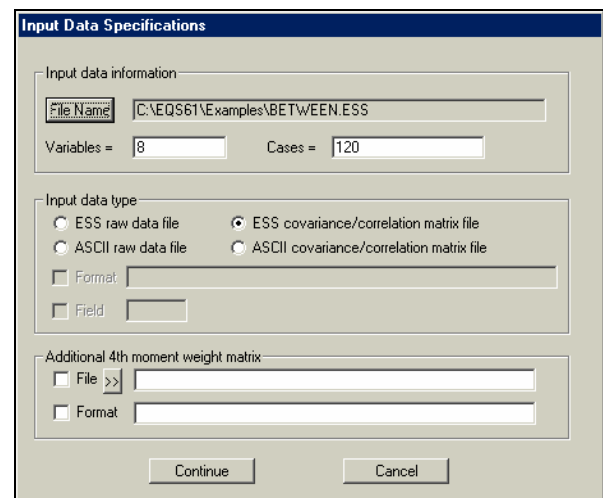 Input Data Specifications
Input data information
File Name C:\EQS61\Examples\BETWEEN.ESS
Variables = 8 Cases = 120
Input data type
ESS raw data file ESS covariance/correlation matrix file
ASCII raw data file ASCII covariance/correlation matrix file
Format
Field
Additional 4th moment weight matrix
File >>
Format
Continue Cancel